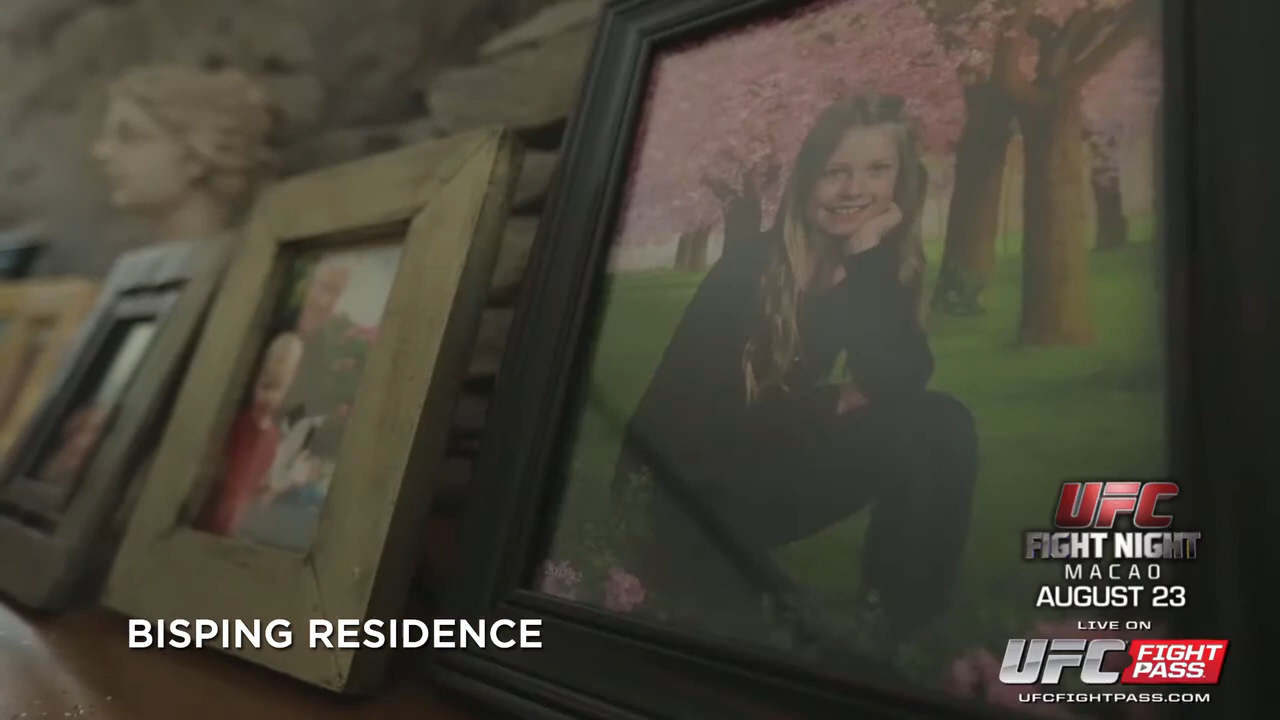 BISPING RESIDENCE
UFC
FIGHT NIGHT
MACAO
AUGUST 23
LIVE ON
UFC FIGHT PASS
UFCFIGHTPASS.COM